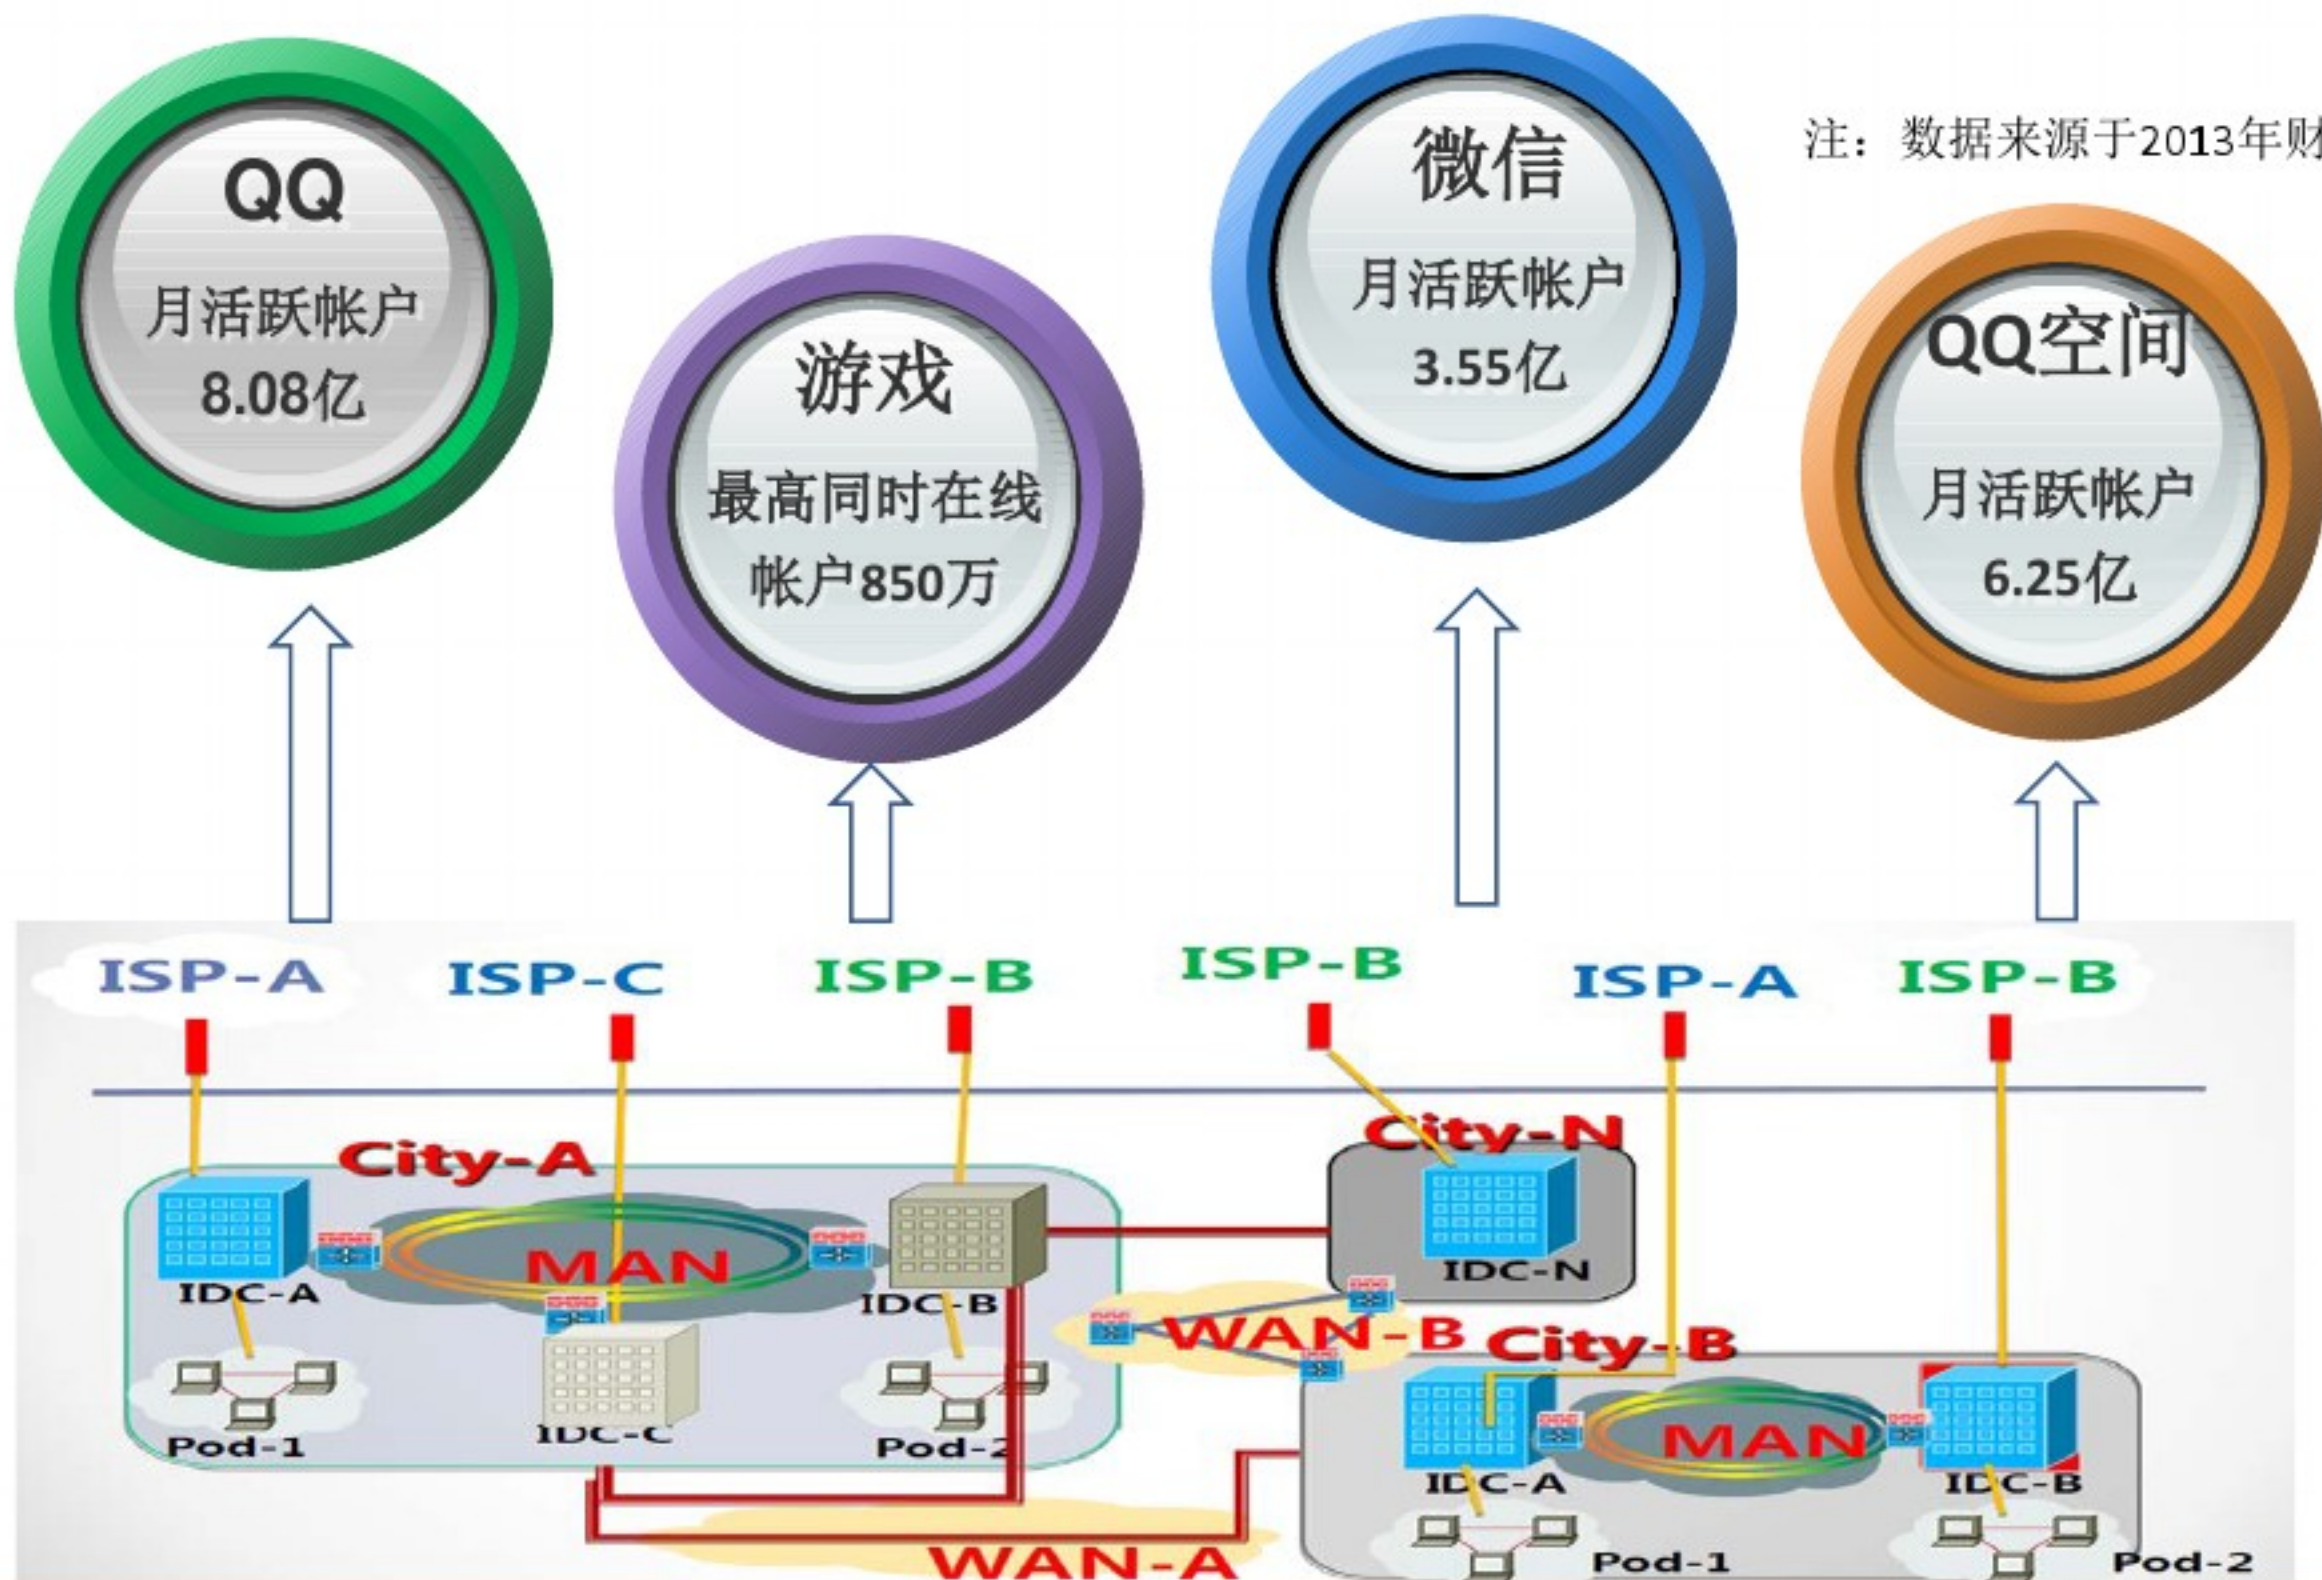 QQ
月活跃帐户
8.08亿
游戏
最高同时在线
帐户850万
微信
月活跃帐户
3.55亿
注：数据来源于2013年财
QQ空间
月活跃帐户
6.25亿
ISP-A
ISP-C
ISP-B
ISP-B
ISP-A
ISP-B
City-A
City-N
MAN
IDC-A
IDC-B
IDC-N
WAN-B
City-B
Pod-1
IDC-C
Pod-2
MAN
IDC-A
IDC-B
WAN-A
Pod-1
Pod-2